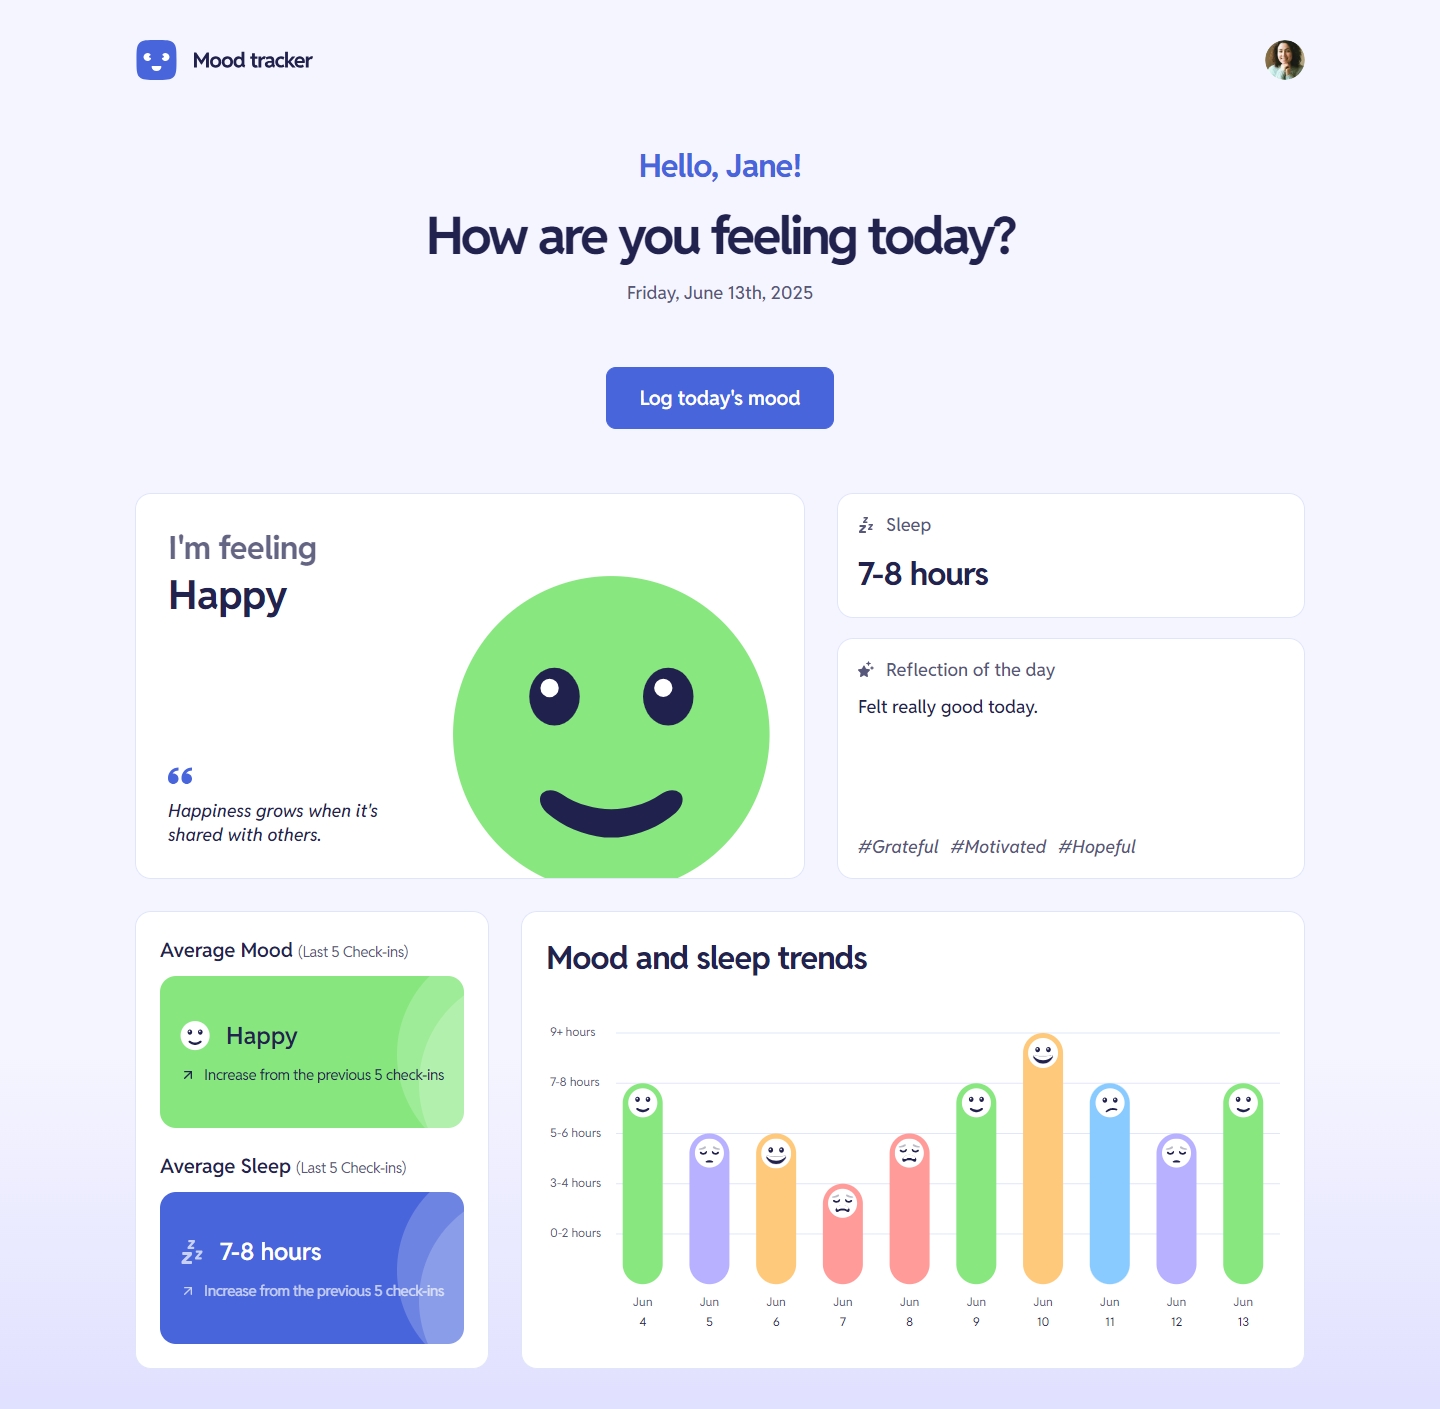 Mood tracker
Hello, Jane!
How are you feeling today?
Friday, June 13th, 2025
Log today's mood
I'm feeling
Happy
Happiness grows when it's
shared with others.
Sleep
7-8 hours
Reflection of the day
Felt really good today.
#Grateful #Motivated #Hopeful
Average Mood (Last 5 Check-ins)
Happy
Increase from the previous 5 check-ins
Average Sleep (Last 5 Check-ins)
7-8 hours
Increase from the previous 5 check-ins
Mood and sleep trends
9+ hours
7-8 hours
5-6 hours
3-4 hours
0-2 hours
Jun Jun Jun Jun Jun Jun Jun Jun Jun Jun
4 5 6 7 8 9 10 11 12 13